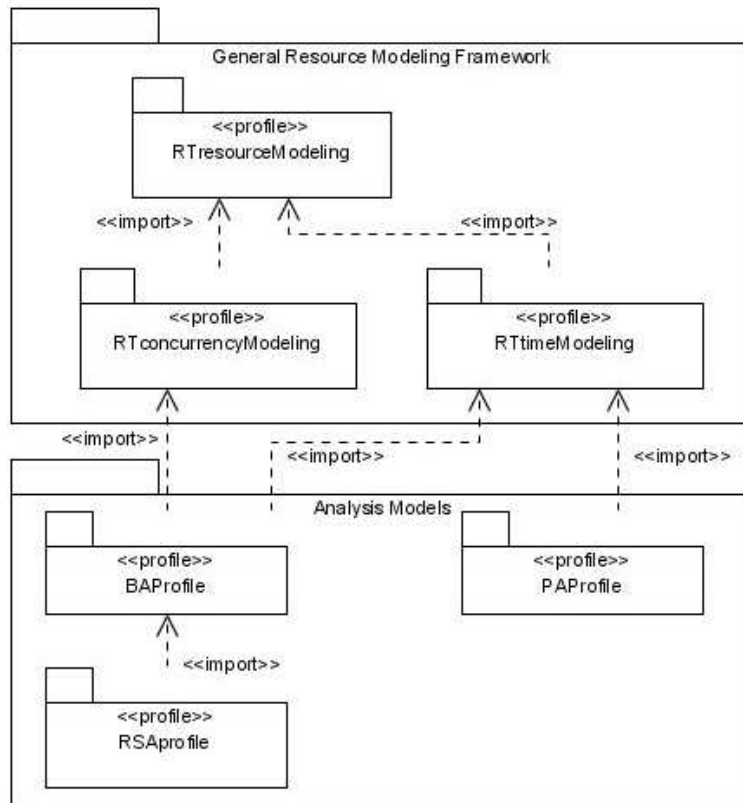 General Resource Modeling Framework
<<profile>>
RTresourceModeling
<<import>>
<<import>>
<<profile>>
RTconcurrencyModeling
<<profile>>
RTtimeModeling
<<import>>
<<import>>
<<import>>
Analysis Models
<<profile>>
BAProfile
<<profile>>
PAProfile
<<import>>
<<profile>>
RSAprofile